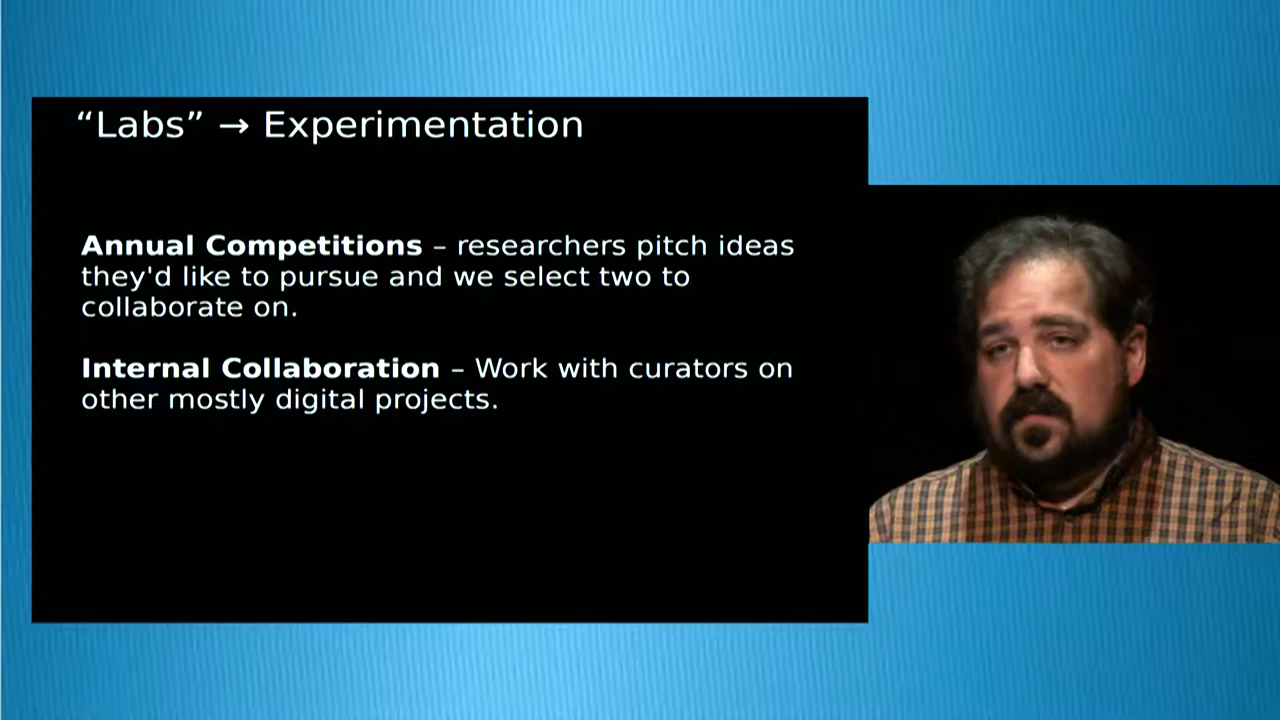 “Labs” → Experimentation
Annual Competitions – researchers pitch ideas
they'd like to pursue and we select two to
collaborate on.
Internal Collaboration – Work with curators on
other mostly digital projects.